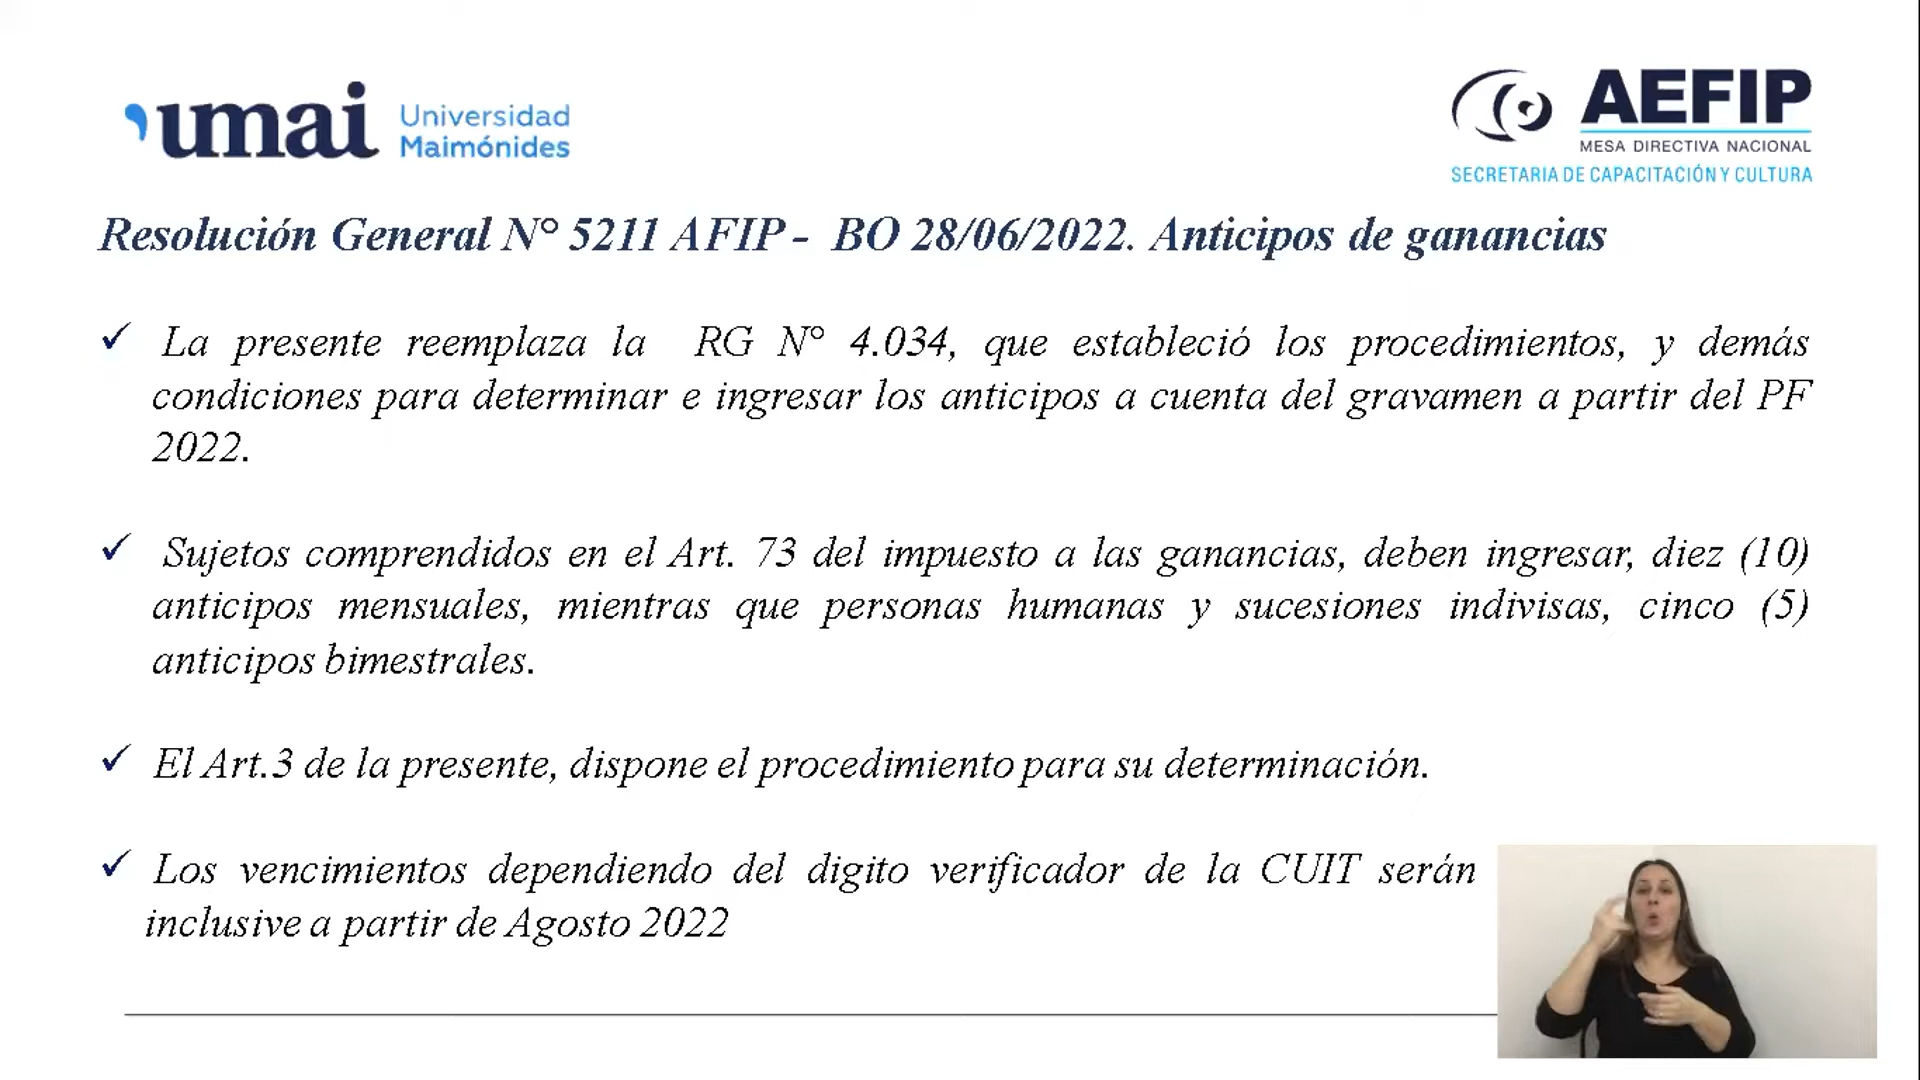 umai Universidad
Maimónides
AEFIP
MESA DIRECTIVA NACIONAL
SECRETARIA DE CAPACITACIÓN Y CULTURA
Resolución General N° 5211 AFIP - BO 28/06/2022. Anticipos de ganancias
✓ La presente reemplaza la RG N° 4.034, que estableció los procedimientos, y demás
condiciones para determinar e ingresar los anticipos a cuenta del gravamen a partir del PF
2022.
✓ Sujetos comprendidos en el Art. 73 del impuesto a las ganancias, deben ingresar, diez (10)
anticipos mensuales, mientras que personas humanas y sucesiones indivisas, cinco (5)
anticipos bimestrales.
✓ El Art.3 de la presente, dispone el procedimiento para su determinación.
✓ Los vencimientos dependiendo del digito verificador de la CUIT serán
inclusive a partir de Agosto 2022